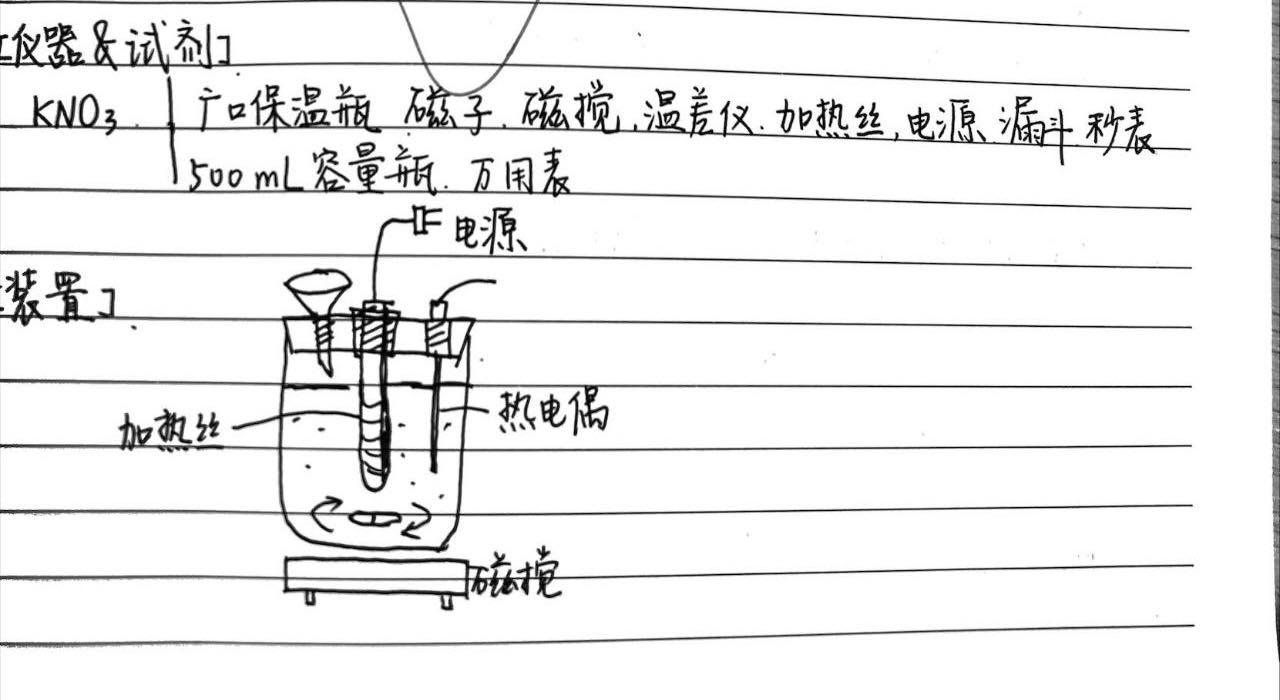 [仪器&试剂]
KNO₃ 广口保温瓶 磁子.磁搅,温差仪.加热丝,电源.漏斗.秒表
500 mL 容量瓶. 万用表
电源
[装置].
加热丝
热电偶
磁搅